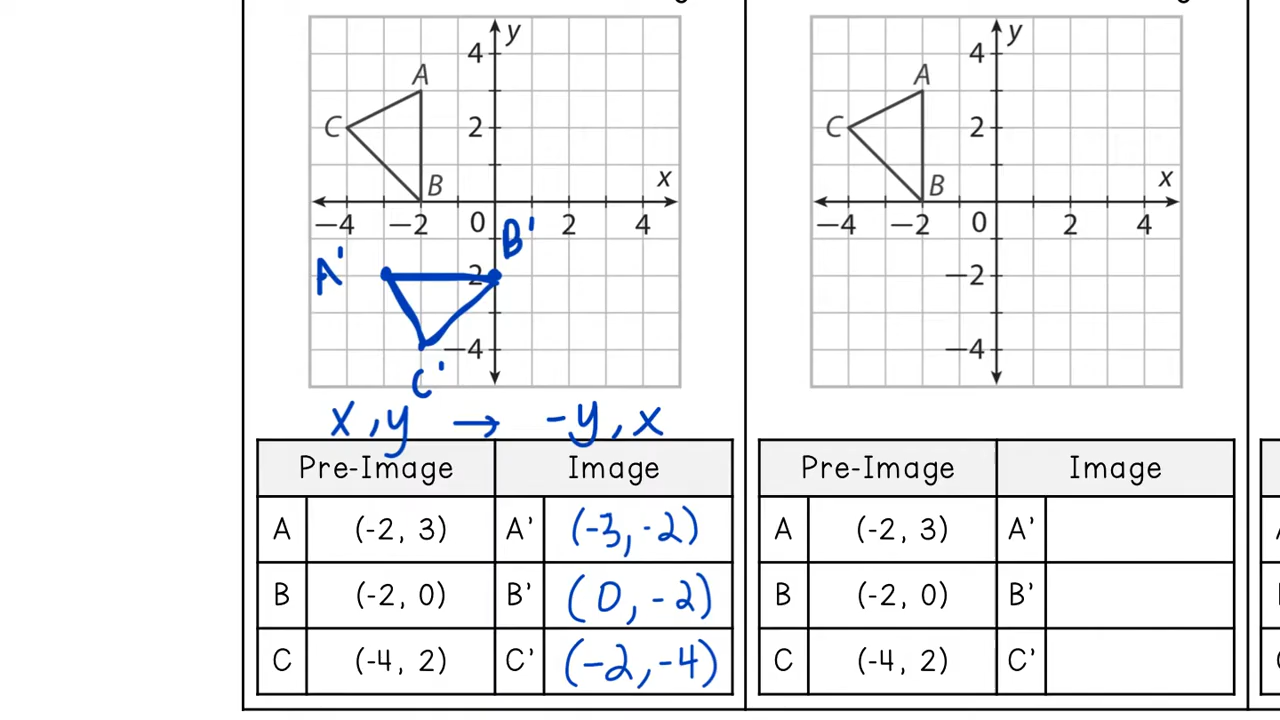 y
4
A
C
2
B
x
−4
−2
0
2
4
B'
A'
2
−4
C'
x, y → -y, x
Pre-Image Image
A (-2, 3) A' (-3, -2)
B (-2, 0) B' (0, -2)
C (-4, 2) C' (-2, -4)
y
4
A
C
2
B
x
−4
−2
0
2
4
−2
−4
Pre-Image Image
A (-2, 3) A'
B (-2, 0) B'
C (-4, 2) C'